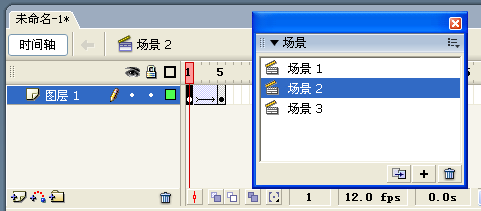 未命名-1*
时间轴
场景 2
场景
1
5
场景 1
场景 2
场景 3
图层 1
1
12.0 fps
0.0s